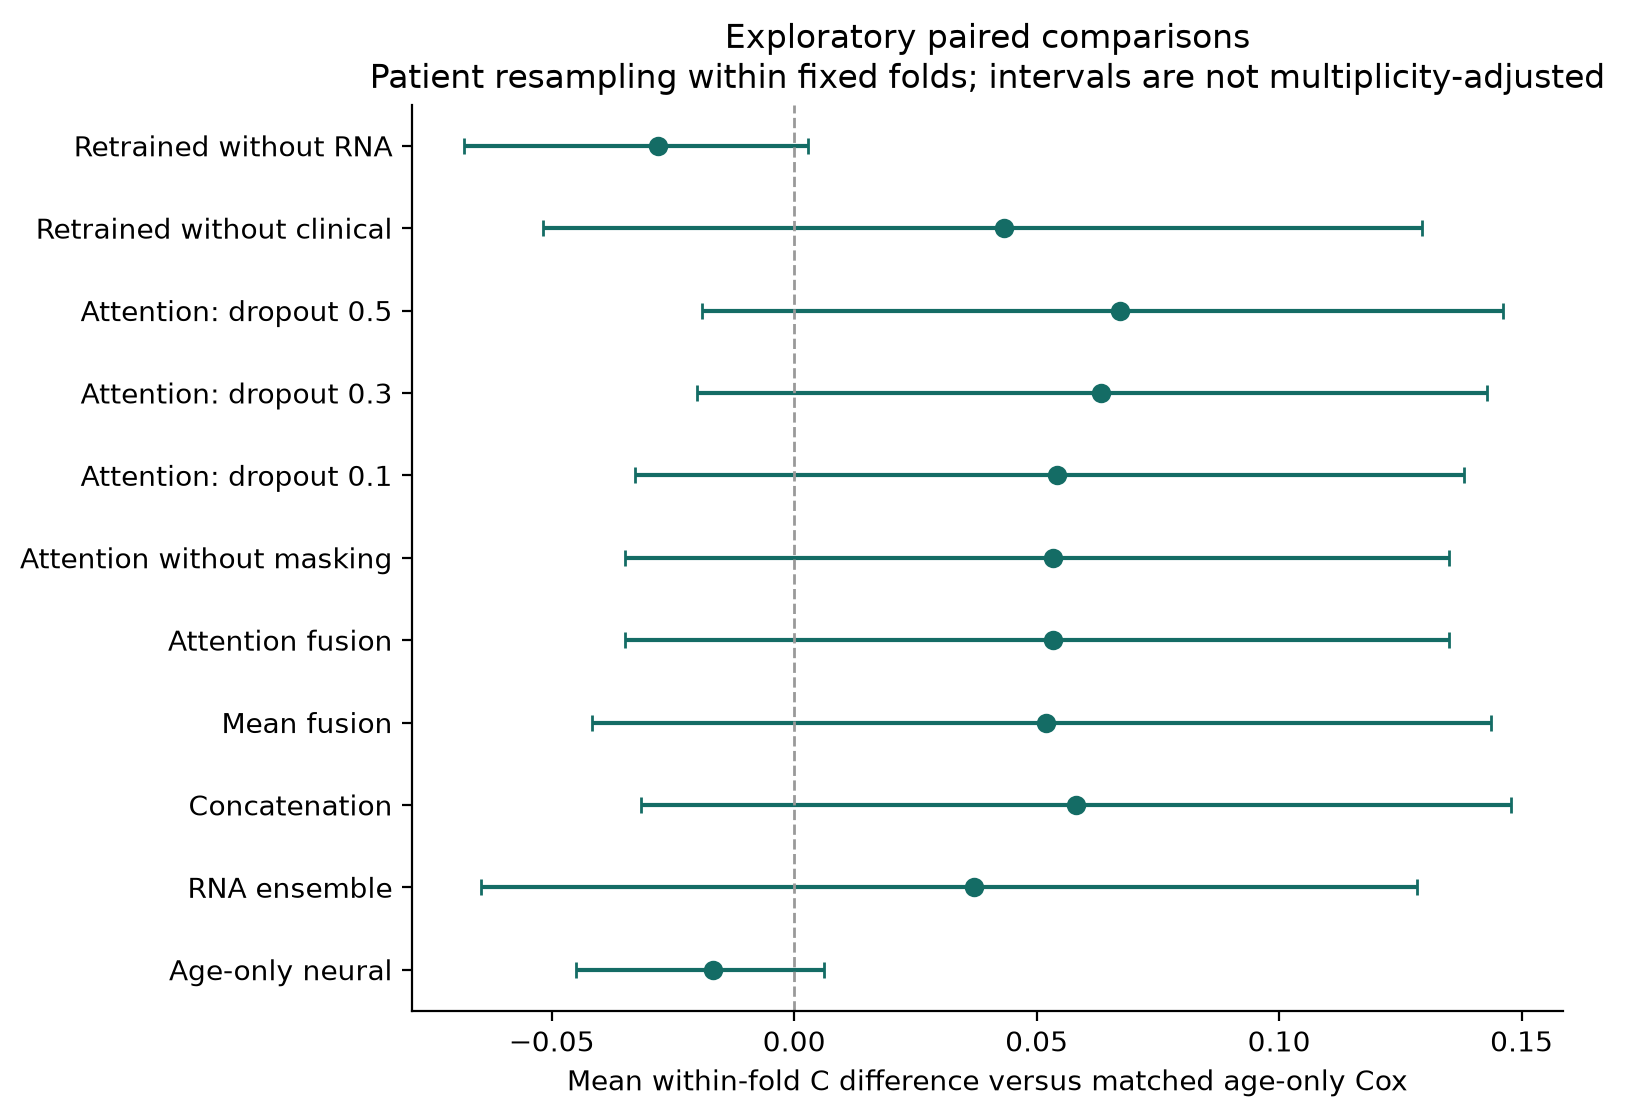 Exploratory paired comparisons
Patient resampling within fixed folds; intervals are not multiplicity-adjusted
Retrained without RNA
Retrained without clinical
Attention: dropout 0.5
Attention: dropout 0.3
Attention: dropout 0.1
Attention without masking
Attention fusion
Mean fusion
Concatenation
RNA ensemble
Age-only neural
−0.05 0.00 0.05 0.10 0.15
Mean within-fold C difference versus matched age-only Cox